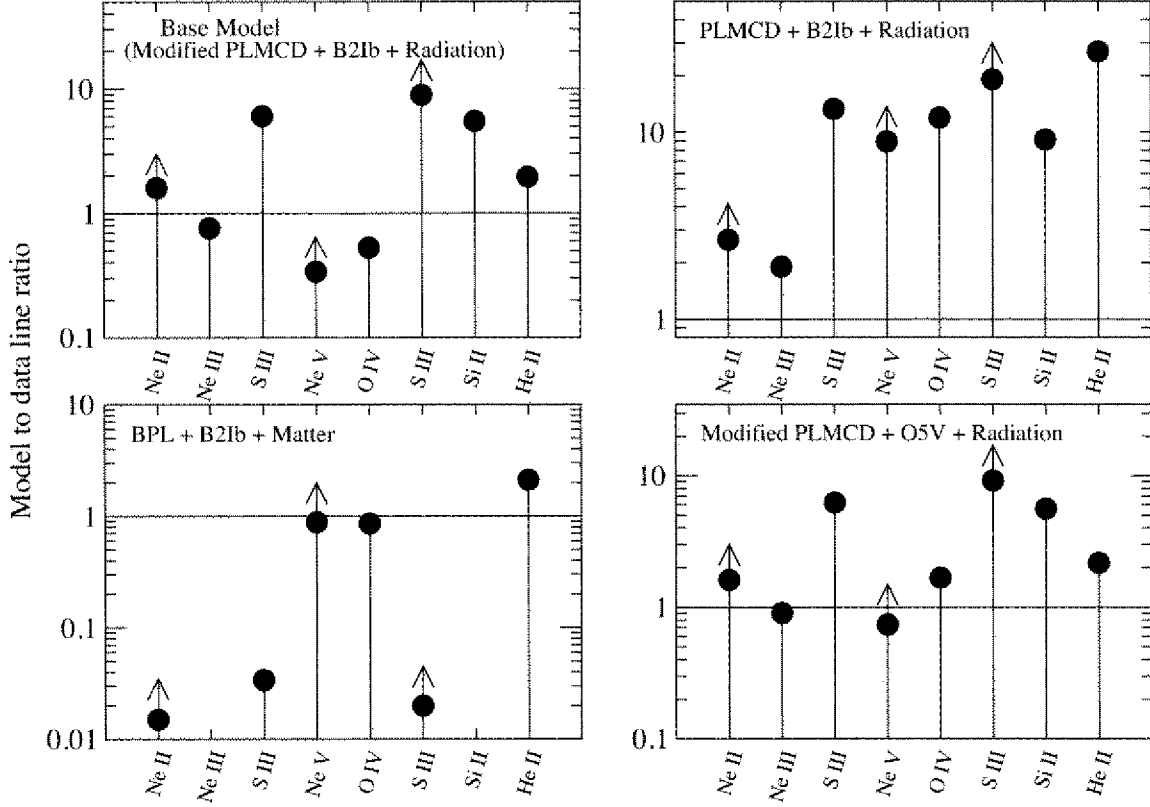 Model to data line ratio
Base Model
(Modified PLMCD + B2Ib + Radiation)
10
1
0.1
Ne II
Ne III
S III
Ne V
O IV
S III
Si II
He II
PLMCD + B2Ib + Radiation
10
1
Ne II
Ne III
S III
Ne V
O IV
S III
Si II
He II
BPL + B2Ib + Matter
10
1
0.1
0.01
Ne II
Ne III
S III
Ne V
O IV
S III
Si II
He II
Modified PLMCD + O5V + Radiation
10
1
0.1
Ne II
Ne III
S III
Ne V
O IV
S III
Si II
He II